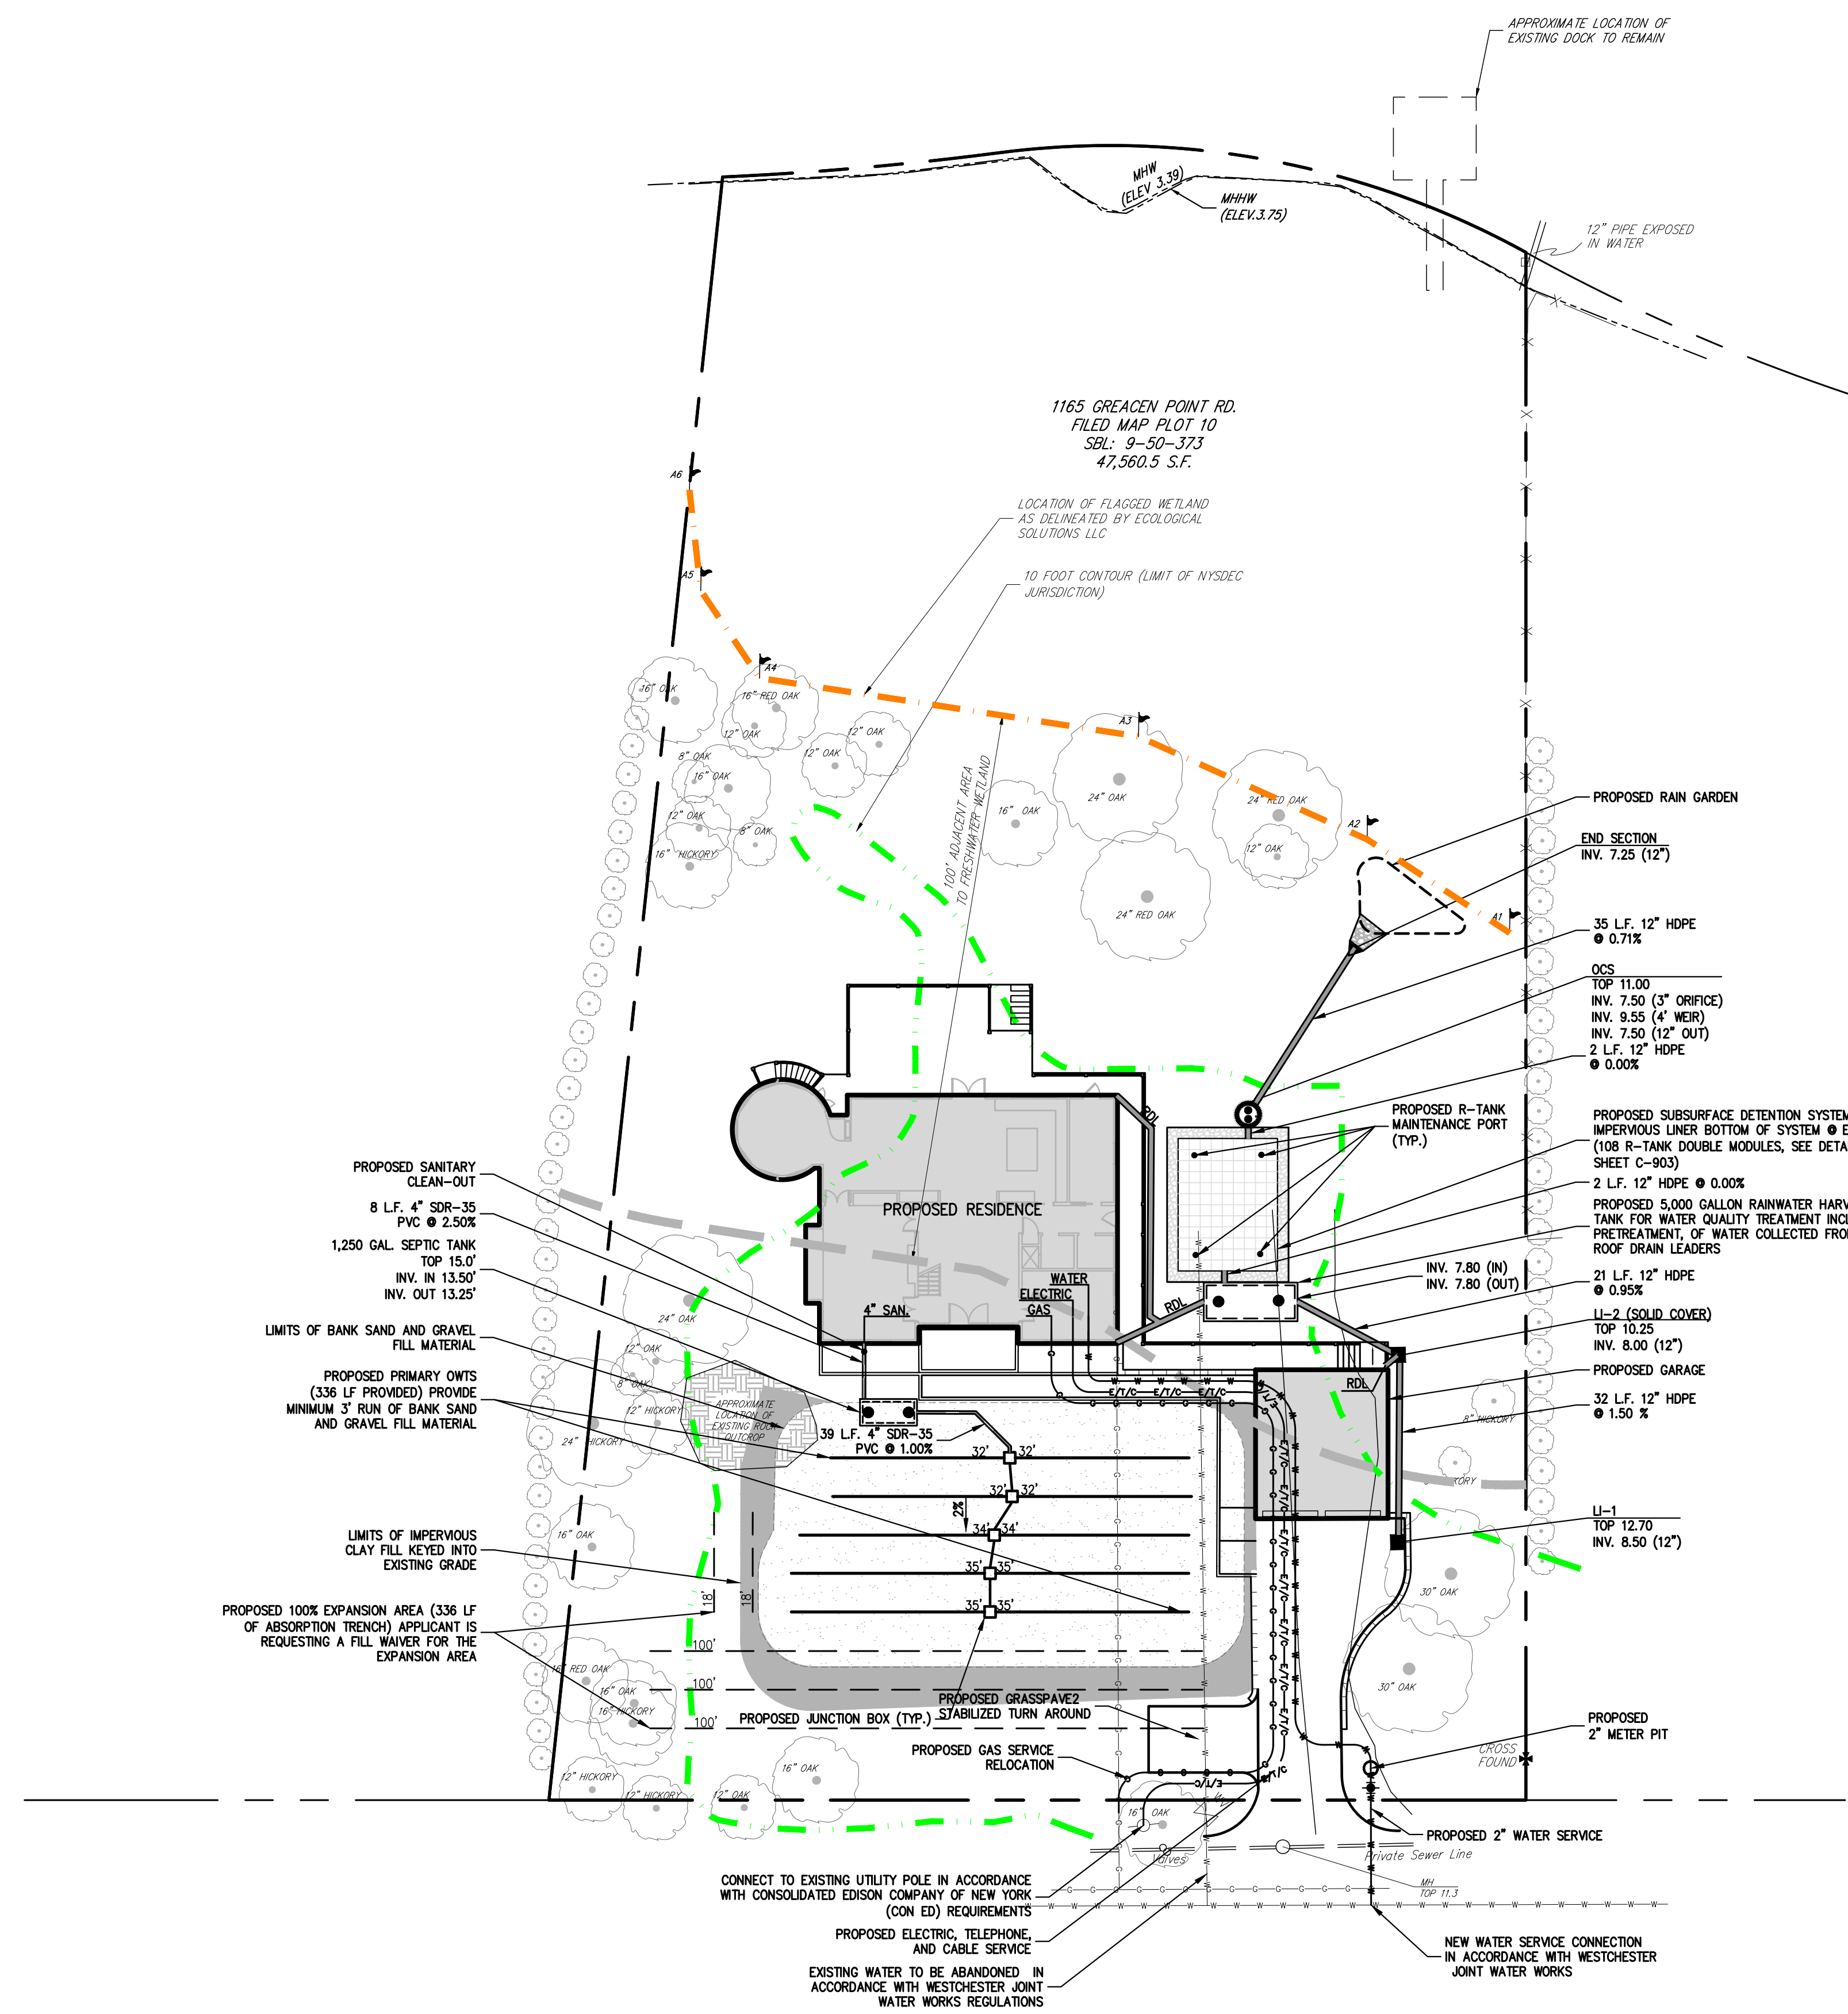 APPROXIMATE LOCATION OF
EXISTING DOCK TO REMAIN
MHW
(ELEV 3.39)
MHHW
(ELEV.3.75)
12" PIPE EXPOSED
IN WATER
1165 GREACEN POINT RD.
FILED MAP PLOT 10
SBL: 9-50-373
47,560.5 S.F.
A6
LOCATION OF FLAGGED WETLAND
AS DELINEATED BY ECOLOGICAL
SOLUTIONS LLC
A5
10 FOOT CONTOUR (LIMIT OF NYSDEC
JURISDICTION)
A4
16" OAK
16" RED OAK
12" OAK
12" OAK
12" OAK
8" OAK
16" OAK
12" OAK
8" OAK
16" HICKORY
A3
24" OAK
16" OAK
24" RED OAK
12" OAK
24" RED OAK
A2
A1
100' ADJACENT AREA
TO FRESHWATER WETLAND
PROPOSED RAIN GARDEN
END SECTION
INV. 7.25 (12")
35 L.F. 12" HDPE
@ 0.71%
OCS
TOP 11.00
INV. 7.50 (3" ORIFICE)
INV. 9.55 (4' WEIR)
INV. 7.50 (12" OUT)
2 L.F. 12" HDPE
@ 0.00%
PROPOSED R-TANK
MAINTENANCE PORT
(TYP.)
PROPOSED SUBSURFACE DETENTION SYSTEM
IMPERVIOUS LINER BOTTOM OF SYSTEM @ E
(108 R-TANK DOUBLE MODULES, SEE DETA
SHEET C-903)
2 L.F. 12" HDPE @ 0.00%
PROPOSED 5,000 GALLON RAINWATER HARV
TANK FOR WATER QUALITY TREATMENT INCL
PRETREATMENT, OF WATER COLLECTED FRO
ROOF DRAIN LEADERS
INV. 7.80 (IN)
INV. 7.80 (OUT)
21 L.F. 12" HDPE
@ 0.95%
LI-2 (SOLID COVER)
TOP 10.25
INV. 8.00 (12")
PROPOSED GARAGE
32 L.F. 12" HDPE
@ 1.50 %
LI-1
TOP 12.70
INV. 8.50 (12")
RDL
RDL
RDL
PROPOSED RESIDENCE
WATER
ELECTRIC
GAS
4" SAN.
PROPOSED SANITARY
CLEAN-OUT
8 L.F. 4" SDR-35
PVC @ 2.50%
1,250 GAL. SEPTIC TANK
TOP 15.0'
INV. IN 13.50'
INV. OUT 13.25'
LIMITS OF BANK SAND AND GRAVEL
FILL MATERIAL
PROPOSED PRIMARY OWTS
(336 LF PROVIDED) PROVIDE
MINIMUM 3' RUN OF BANK SAND
AND GRAVEL FILL MATERIAL
LIMITS OF IMPERVIOUS
CLAY FILL KEYED INTO
EXISTING GRADE
PROPOSED 100% EXPANSION AREA (336 LF
OF ABSORPTION TRENCH) APPLICANT IS
REQUESTING A FILL WAIVER FOR THE
EXPANSION AREA
24" OAK
12" OAK
8" OAK
12" HICKORY
24" HICKORY
16" OAK
APPROXIMATE
LOCATION OF
EXISTING ROCK
OUTCROP
39 L.F. 4" SDR-35
PVC @ 1.00%
32' 32'
32' 32'
2%
34' 34'
35' 35'
35' 35'
18' 18'
100'
100'
100'
16" RED OAK
16" OAK
16" HICKORY
12" HICKORY
12" HICKORY
12" OAK
16" OAK
PROPOSED JUNCTION BOX (TYP.)
PROPOSED GRASSPAVE2
STABILIZED TURN AROUND
PROPOSED GAS SERVICE
RELOCATION
8" HICKORY
30" OAK
30" OAK
PROPOSED
2" METER PIT
CROSS
FOUND
PROPOSED 2" WATER SERVICE
Private Sewer Line
16" OAK
Valves
MH
TOP 11.3
CONNECT TO EXISTING UTILITY POLE IN ACCORDANCE
WITH CONSOLIDATED EDISON COMPANY OF NEW YORK
(CON ED) REQUIREMENTS
PROPOSED ELECTRIC, TELEPHONE,
AND CABLE SERVICE
EXISTING WATER TO BE ABANDONED IN
ACCORDANCE WITH WESTCHESTER JOINT
WATER WORKS REGULATIONS
NEW WATER SERVICE CONNECTION
IN ACCORDANCE WITH WESTCHESTER
JOINT WATER WORKS